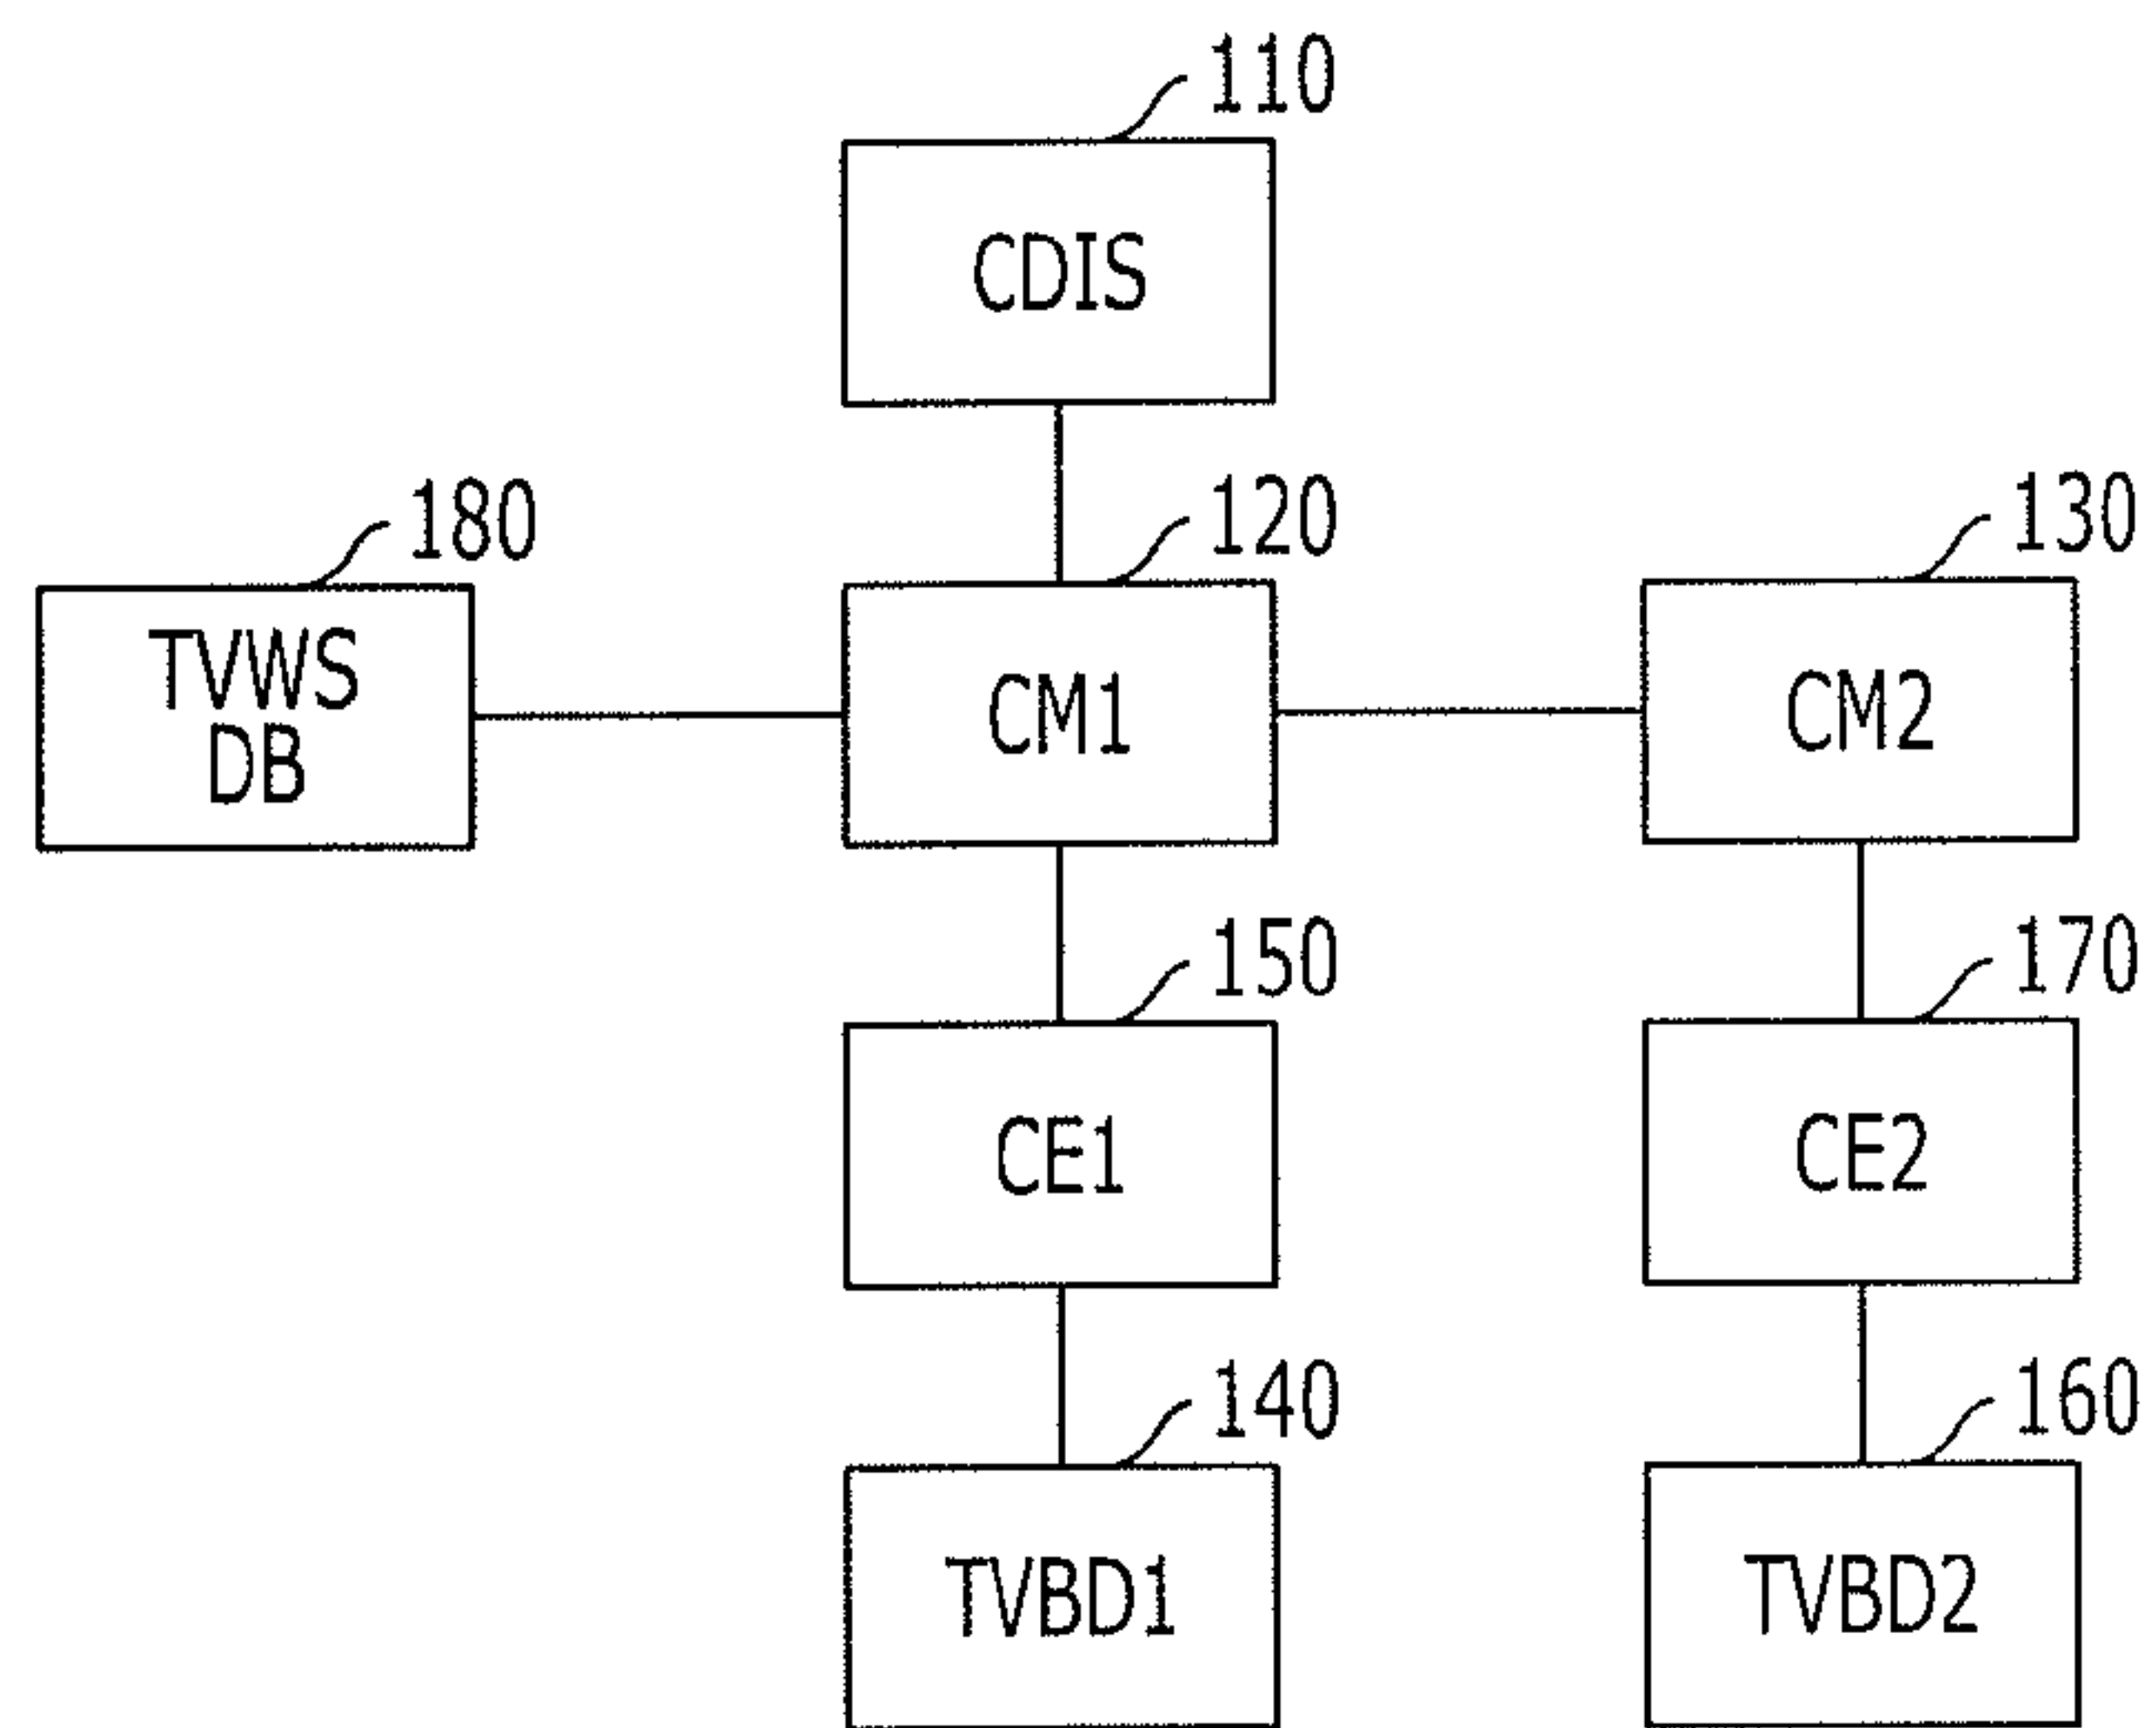 110
CDIS
180
120
130
TVWS
DB
CM1
CM2
150
170
CE1
CE2
140
160
TVBD1
TVBD2